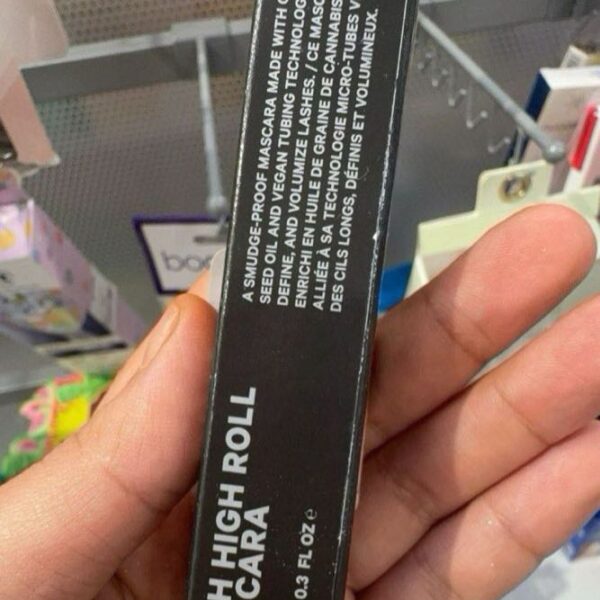 A SMUDGE-PROOF MASCARA MADE WITH
SEED OIL AND VEGAN TUBING TECHNOLOG
DEFINE, AND VOLUMIZE LASHES. / CE MASC
ENRICHI EN HUILE DE GRAINE DE CANNABIS
ALLIÉE À SA TECHNOLOGIE MICRO-TUBES V
DES CILS LONGS, DÉFINIS ET VOLUMINEUX.
H HIGH ROLL
CARA
0.3 FL OZ e
boo